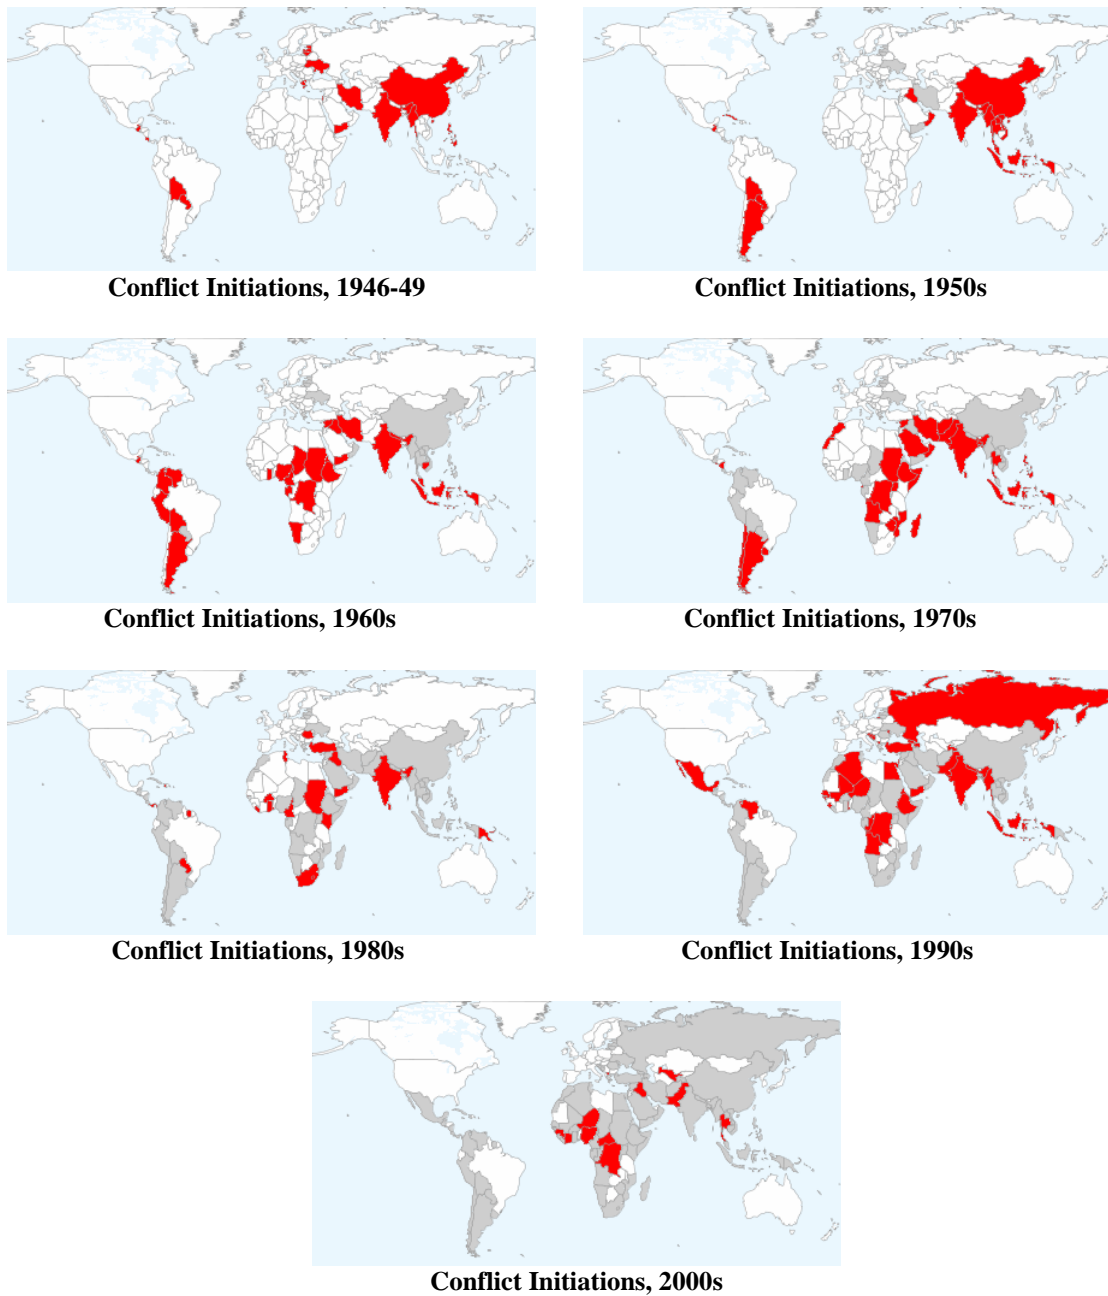 Conflict Initiations, 1946-49
Conflict Initiations, 1950s
Conflict Initiations, 1960s
Conflict Initiations, 1970s
Conflict Initiations, 1980s
Conflict Initiations, 1990s
Conflict Initiations, 2000s